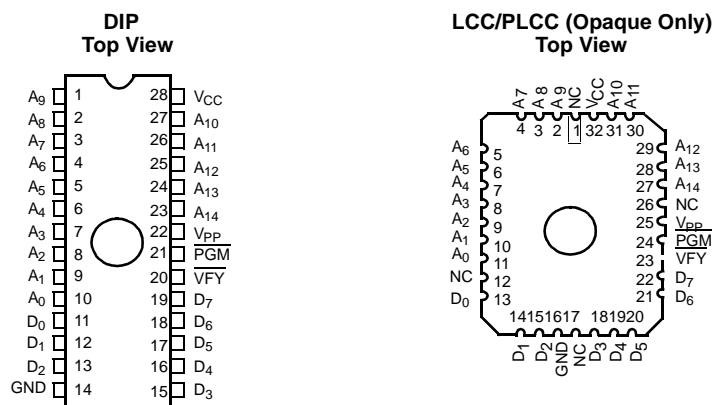 DIP
Top View
A9 1 28 VCC
A8 2 27 A10
A7 3 26 A11
A6 4 25 A12
A5 5 24 A13
A4 6 23 A14
A3 7 22 VPP
A2 8 21 PGM
A1 9 20 VFY
A0 10 19 D7
D0 11 18 D6
D1 12 17 D5
D2 13 16 D4
GND 14 15 D3
LCC/PLCC (Opaque Only)
Top View
A7 A8 A9 NC VCC A10 A11
4 3 2 1 32 31 30
A6 5 29 A12
A5 6 28 A13
A4 7 27 A14
A3 8 26 NC
A2 9 25 VPP
A1 10 24 PGM
A0 11 23 VFY
NC 12 22 D7
D0 13 21 D6
14 15 16 17 18 19 20
D1 D2 GND NC D3 D4 D5